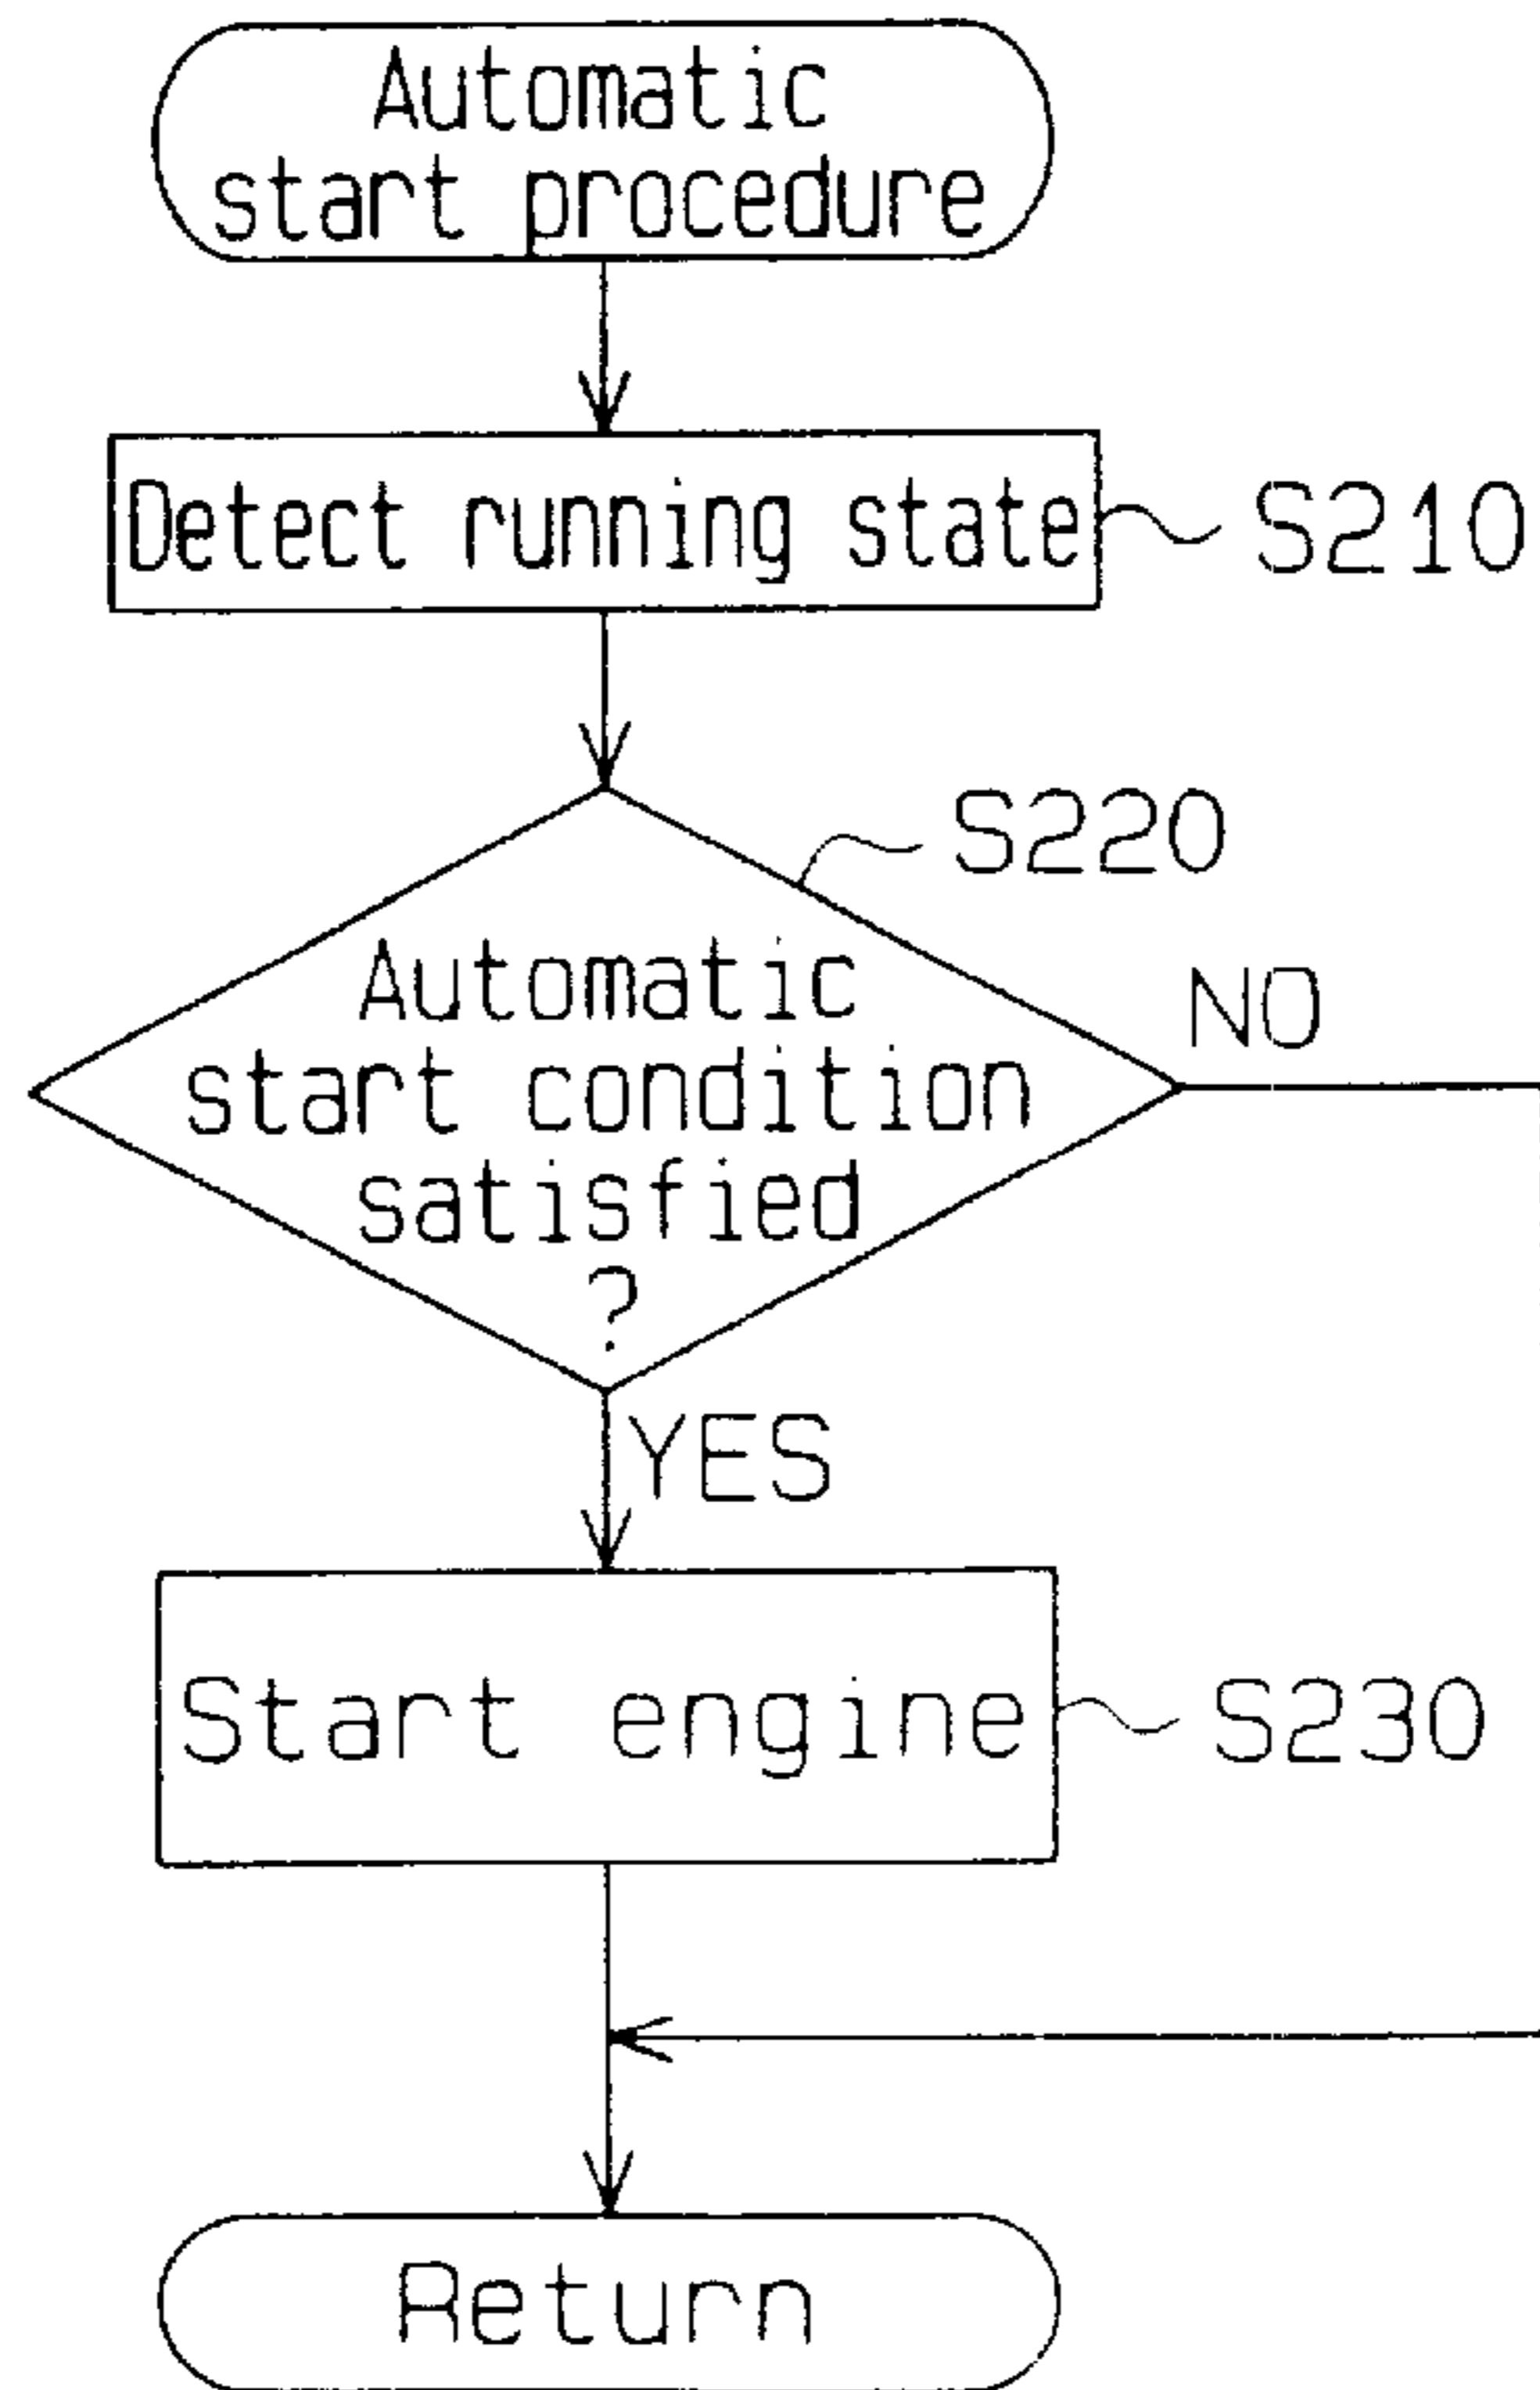 Automatic
start procedure
Detect running state
S210
S220
Automatic
start condition
satisfied
?
NO
YES
Start engine
S230
Return